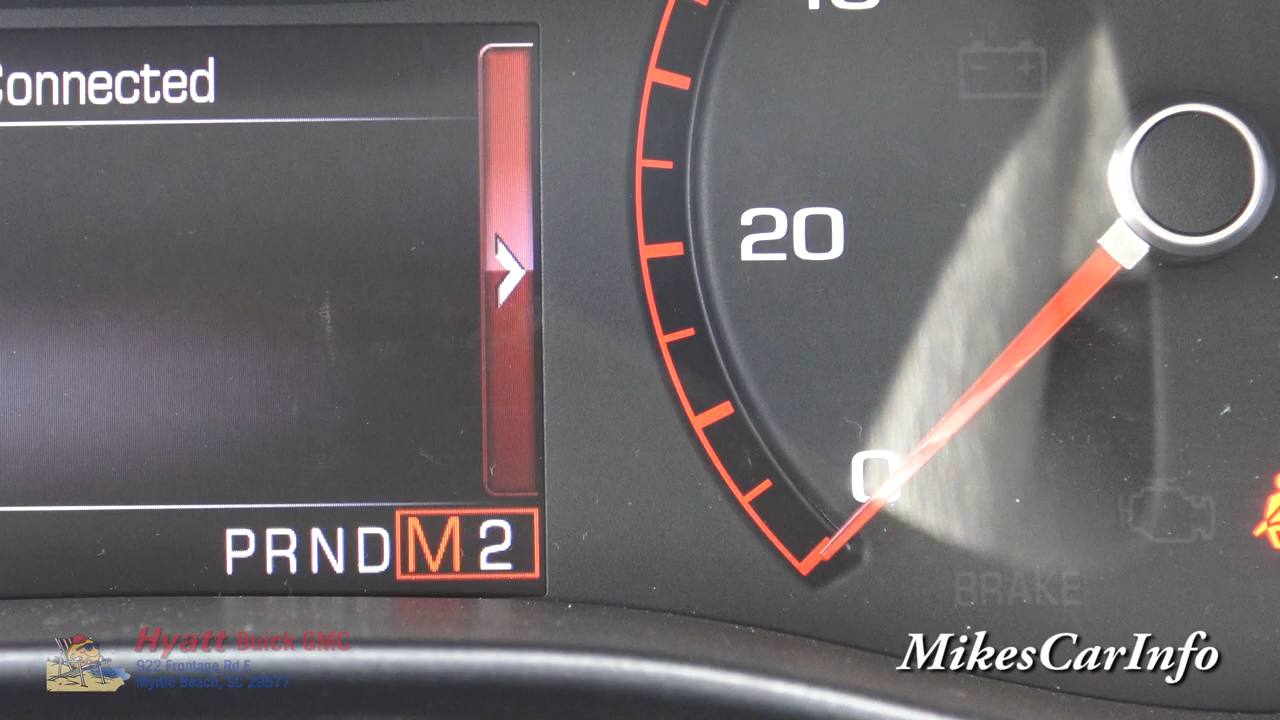 Connected
20
0
PRNDM2
BRAKE
Hyatt Buick GMC
922 Frontage Rd E
Myrtle Beach, SC 29577
MikesCarInfo